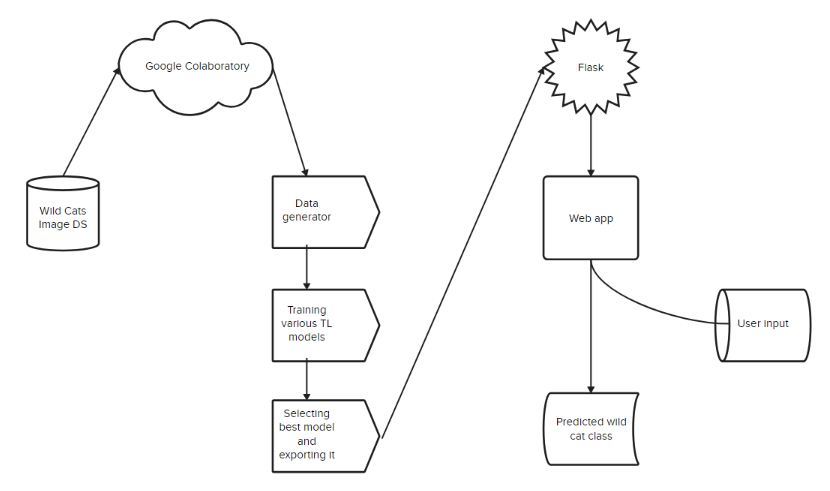 Google Colaboratory
Wild Cats
Image DS
Data
generator
Training
various TL
models
Selecting
best model
and
exporting it
Flask
Web app
User input
Predicted wild
cat class